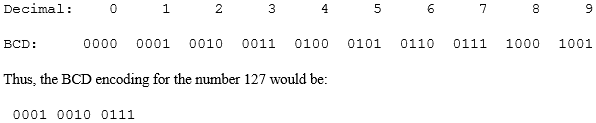 Decimal: 0 1 2 3 4 5 6 7 8 9
BCD: 0000 0001 0010 0011 0100 0101 0110 0111 1000 1001
Thus, the BCD encoding for the number 127 would be:
0001 0010 0111